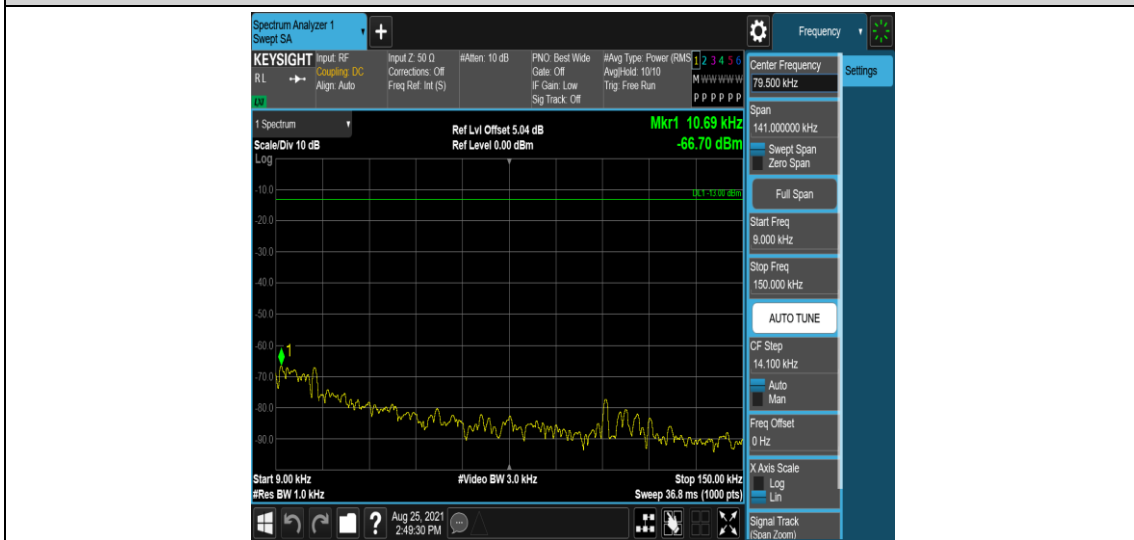 Spectrum Analyzer 1
Swept SA
Frequency
KEYSIGHT
RL
LXI
Input: RF
Coupling: DC
Align: Auto
Input Z: 50 Ω
Corrections: Off
Freq Ref: Int (S)
#Atten: 10 dB
PNO: Best Wide
Gate: Off
IF Gain: Low
Sig Track: Off
#Avg Type: Power (RMS
Avg|Hold: 10/10
Trig: Free Run
1 2 3 4 5 6
M W W W W W
P P P P P P
Settings
1 Spectrum
Scale/Div 10 dB
Ref Lvl Offset 5.04 dB
Ref Level 0.00 dBm
Mkr1 10.69 kHz
-66.70 dBm
Log
DL1 -13.00 dBm
-10.0
-20.0
-30.0
-40.0
-50.0
-60.0
-70.0
-80.0
-90.0
1
Start 9.00 kHz
#Res BW 1.0 kHz
#Video BW 3.0 kHz
Stop 150.00 kHz
Sweep 36.8 ms (1000 pts)
Center Frequency
79.500 kHz
Span
141.000000 kHz
Swept Span
Zero Span
Full Span
Start Freq
9.000 kHz
Stop Freq
150.000 kHz
AUTO TUNE
CF Step
14.100 kHz
Auto
Man
Freq Offset
0 Hz
X Axis Scale
Log
Lin
Signal Track
(Span Zoom)
?
Aug 25, 2021
2:49:30 PM